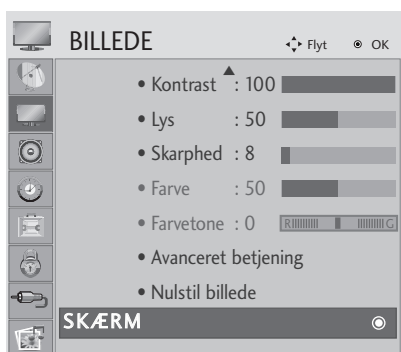 BILLEDE Flyt OK
• Kontrast : 100
• Lys : 50
• Skarphed : 8
• Farve : 50
• Farvetone : 0 R G
• Avanceret betjening
• Nulstil billede
SKÆRM